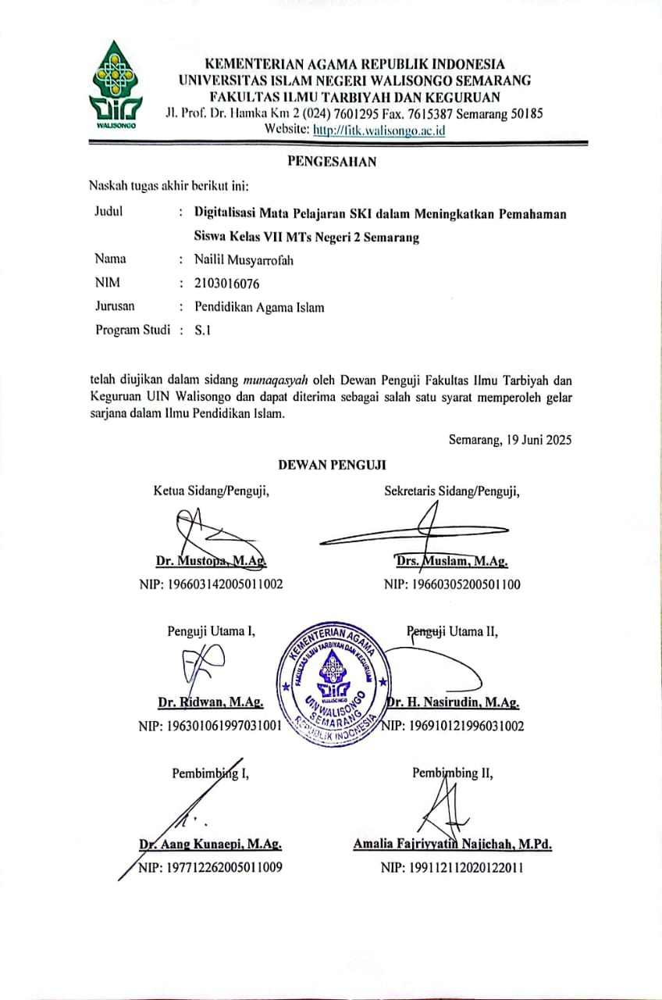 WALISONGO
KEMENTERIAN AGAMA REPUBLIK INDONESIA
UNIVERSITAS ISLAM NEGERI WALISONGO SEMARANG
FAKULTAS ILMU TARBIYAH DAN KEGURUAN
Jl. Prof. Dr. Hamka Km 2 (024) 7601295 Fax. 7615387 Semarang 50185
Website: http://fitk.walisongo.ac.id
PENGESAHAN
Naskah tugas akhir berikut ini:
Judul : Digitalisasi Mata Pelajaran SKI dalam Meningkatkan Pemahaman
Siswa Kelas VII MTs Negeri 2 Semarang
Nama : Nailil Musyarrofah
NIM : 2103016076
Jurusan : Pendidikan Agama Islam
Program Studi : S.1
telah diujikan dalam sidang munaqasyah oleh Dewan Penguji Fakultas Ilmu Tarbiyah dan
Keguruan UIN Walisongo dan dapat diterima sebagai salah satu syarat memperoleh gelar
sarjana dalam Ilmu Pendidikan Islam.
Semarang, 19 Juni 2025
DEWAN PENGUJI
Ketua Sidang/Penguji, Sekretaris Sidang/Penguji,
Dr. Mustopa, M.Ag. Drs. Muslam, M.Ag.
NIP: 196603142005011002 NIP: 19660305200501100
Penguji Utama I, Penguji Utama II,
KEMENTERIAN AGAMA
FAKULTAS ILMU TARBIYAH DAN KEGURUAN
WALISONGO
UIN WALISONGO
SEMARANG
REPUBLIK INDONESIA
Dr. Ridwan, M.Ag. Dr. H. Nasirudin, M.Ag.
NIP: 196301061997031001 NIP: 196910121996031002
Pembimbing I, Pembimbing II,
Dr. Aang Kunaepi, M.Ag. Amalia Fajriyyatin Najichah, M.Pd.
NIP: 197712262005011009 NIP: 199112112020122011